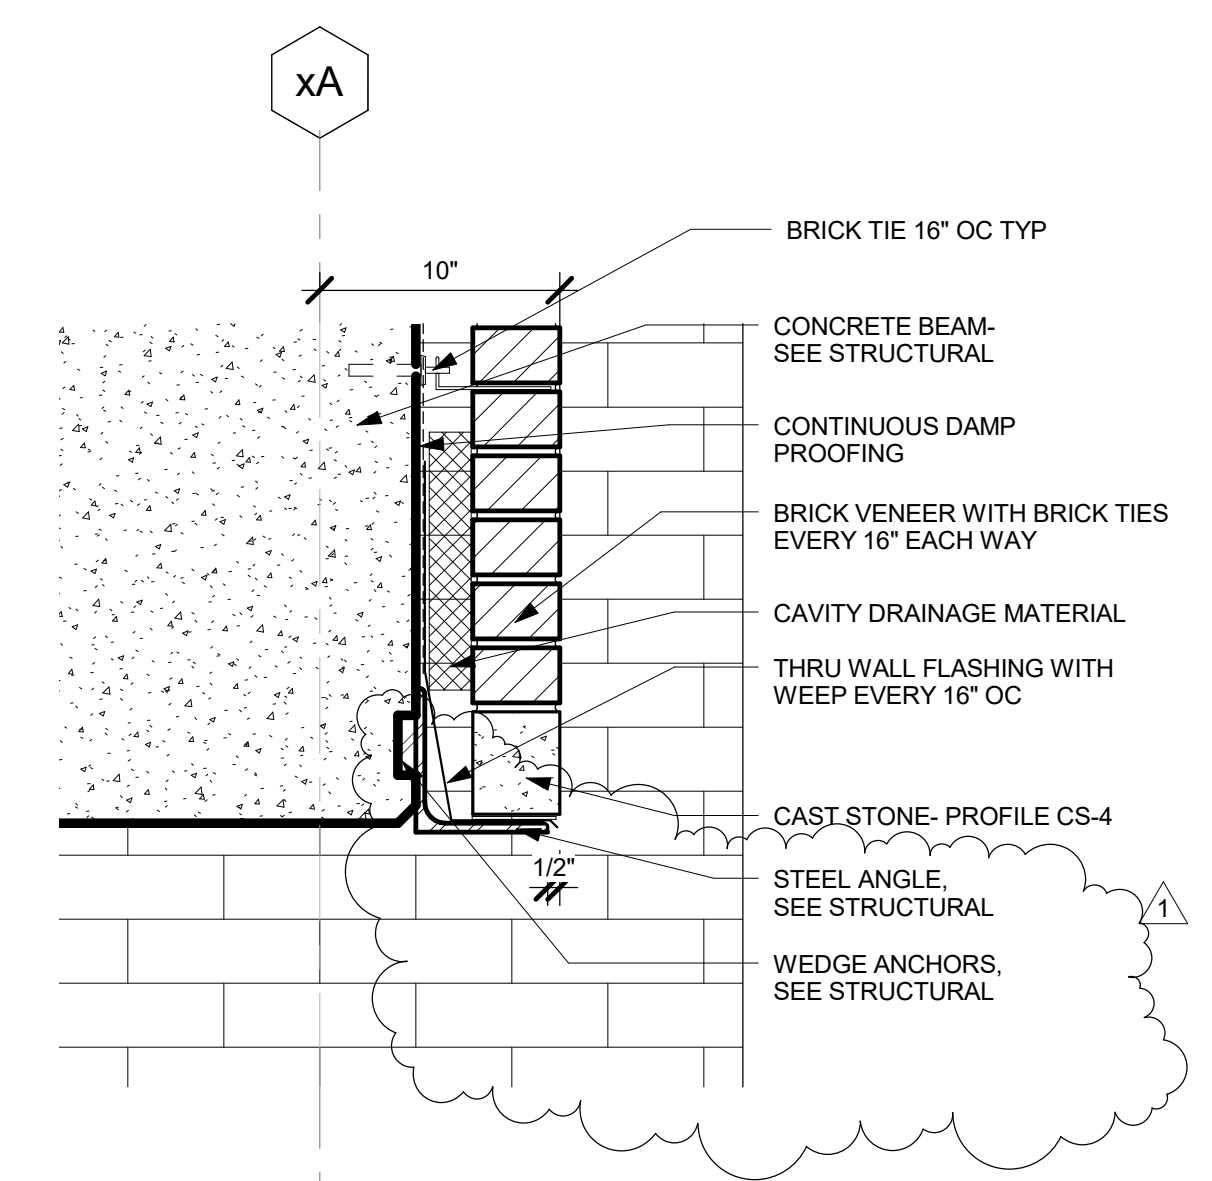 xA
BRICK TIE 16" OC TYP
10"
CONCRETE BEAM-
SEE STRUCTURAL
CONTINUOUS DAMP
PROOFING
BRICK VENEER WITH BRICK TIES
EVERY 16" EACH WAY
CAVITY DRAINAGE MATERIAL
THRU WALL FLASHING WITH
WEEP EVERY 16" OC
CAST STONE- PROFILE CS-4
1/2"
STEEL ANGLE,
SEE STRUCTURAL
1
WEDGE ANCHORS,
SEE STRUCTURAL